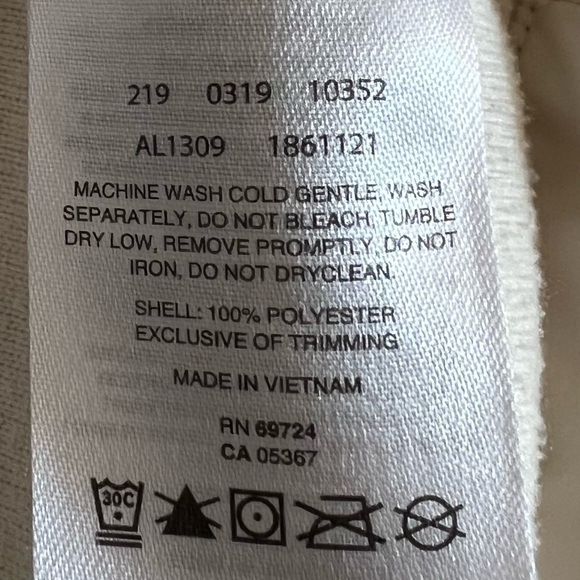 219 0319 10352
AL1309 1861121
MACHINE WASH COLD GENTLE, WASH
SEPARATELY, DO NOT BLEACH, TUMBLE
DRY LOW, REMOVE PROMPTLY, DO NOT
IRON, DO NOT DRYCLEAN.
SHELL: 100% POLYESTER
EXCLUSIVE OF TRIMMING
MADE IN VIETNAM
RN 69724
CA 05367
30C